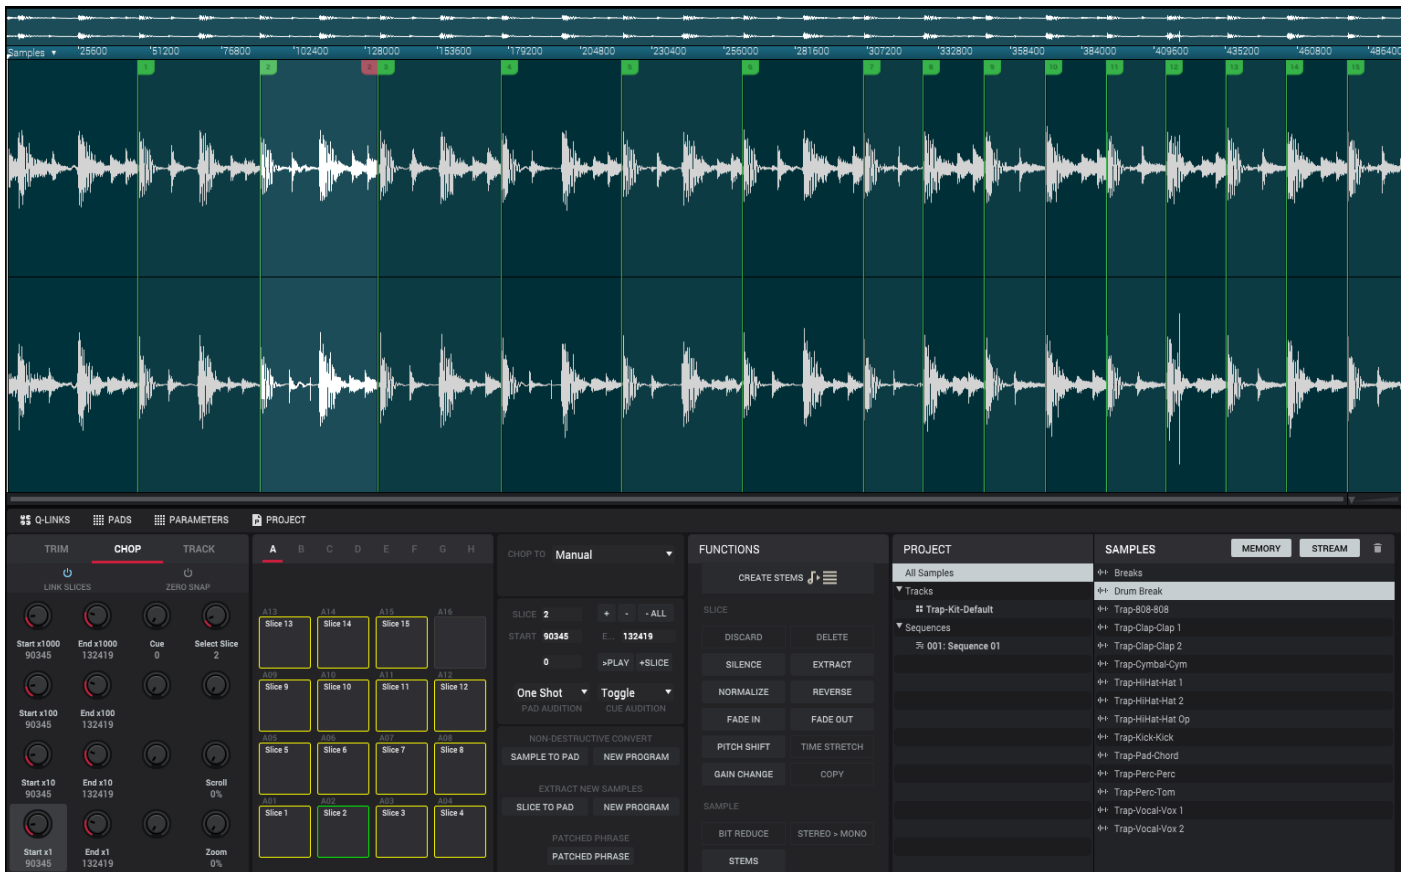 Samples ▼ '25600 '51200 '76800 '102400 '128000 '153600 '179200 '204800 '230400 '256000 '281600 '307200 '332800 '358400 '384000 '409600 '435200 '460800 '486400
1 2 2 3 4 5 6 7 8 9 10 11 12 13 14 15
Q-LINKS PADS PARAMETERS PROJECT
TRIM CHOP TRACK
LINK SLICES ZERO SNAP
Start x1000 End x1000 Cue Select Slice
90345 132419 0 2
Start x100 End x100
90345 132419
Start x10 End x10 Scroll
90345 132419 0%
Start x1 End x1 Zoom
90345 132419 0%
A B C D E F G H
A13 A14 A15 A16
Slice 13 Slice 14 Slice 15
A09 A10 A11 A12
Slice 9 Slice 10 Slice 11 Slice 12
A05 A06 A07 A08
Slice 5 Slice 6 Slice 7 Slice 8
A01 A02 A03 A04
Slice 1 Slice 2 Slice 3 Slice 4
CHOP TO Manual
SLICE 2 + - - ALL
START 90345 E... 132419
0 >PLAY +SLICE
One Shot Toggle
PAD AUDITION CUE AUDITION
NON-DESTRUCTIVE CONVERT
SAMPLE TO PAD NEW PROGRAM
EXTRACT NEW SAMPLES
SLICE TO PAD NEW PROGRAM
PATCHED PHRASE
PATCHED PHRASE
FUNCTIONS
CREATE STEMS
SLICE
DISCARD DELETE
SILENCE EXTRACT
NORMALIZE REVERSE
FADE IN FADE OUT
PITCH SHIFT TIME STRETCH
GAIN CHANGE COPY
SAMPLE
BIT REDUCE STEREO > MONO
STEMS
PROJECT
All Samples
Tracks
Trap-Kit-Default
Sequences
001: Sequence 01
SAMPLES MEMORY STREAM
Breaks
Drum Break
Trap-808-808
Trap-Clap-Clap 1
Trap-Clap-Clap 2
Trap-Cymbal-Cym
Trap-HiHat-Hat 1
Trap-HiHat-Hat 2
Trap-HiHat-Hat Op
Trap-Kick-Kick
Trap-Pad-Chord
Trap-Perc-Perc
Trap-Perc-Tom
Trap-Vocal-Vox 1
Trap-Vocal-Vox 2